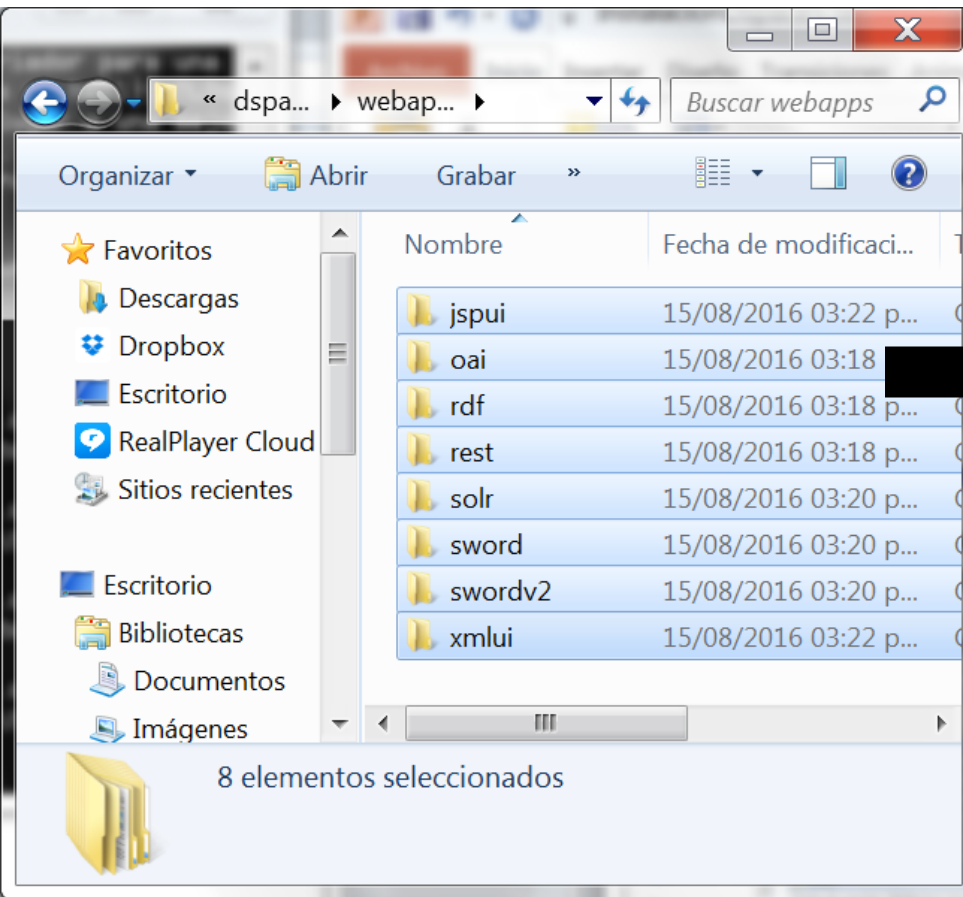 « dspa... webap... Buscar webapps
Organizar Abrir Grabar »
Nombre Fecha de modificaci...
Favoritos
Descargas
Dropbox
Escritorio
RealPlayer Cloud
Sitios recientes
Escritorio
Bibliotecas
Documentos
Imágenes
jspui 15/08/2016 03:22 p...
oai 15/08/2016 03:18
rdf 15/08/2016 03:18 p...
rest 15/08/2016 03:18 p...
solr 15/08/2016 03:20 p...
sword 15/08/2016 03:20 p...
swordv2 15/08/2016 03:20 p...
xmlui 15/08/2016 03:22 p...
8 elementos seleccionados